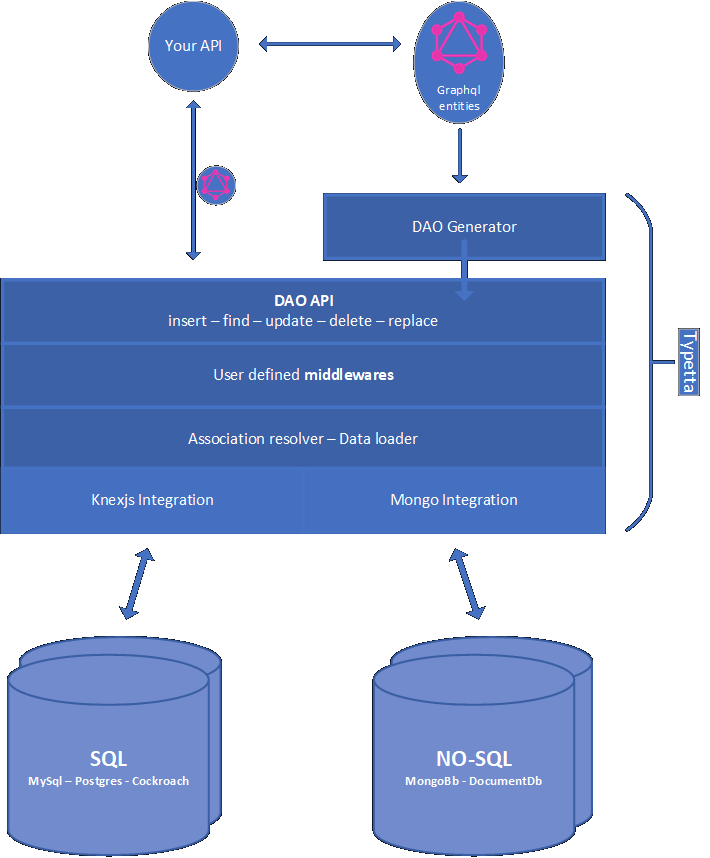 Your API
Graphql
entities
DAO Generator
DAO API
insert – find – update – delete – replace
User defined middlewares
Association resolver – Data loader
Knexjs Integration
Mongo Integration
Typetta
SQL
MySql – Postgres - Cockroach
NO-SQL
MongoBb - DocumentDb